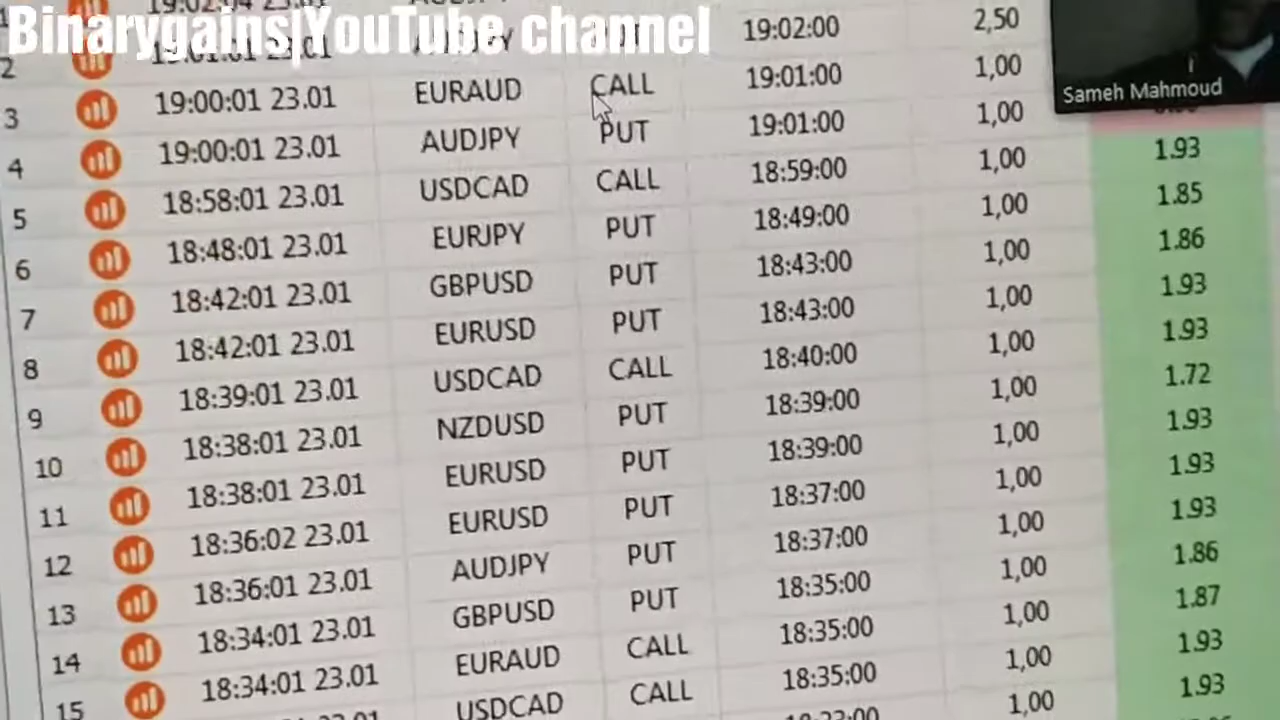 Binarygains|YouTube channel
2 19:02:00 2,50
3 19:00:01 23.01 EURAUD CALL 19:01:00 1,00
Sameh Mahmoud
4 19:00:01 23.01 AUDJPY PUT 19:01:00 1,00
5 18:58:01 23.01 USDCAD CALL 18:59:00 1,00 1.93
6 18:48:01 23.01 EURJPY PUT 18:49:00 1,00 1.85
7 18:42:01 23.01 GBPUSD PUT 18:43:00 1,00 1.86
8 18:42:01 23.01 EURUSD PUT 18:43:00 1,00 1.93
9 18:39:01 23.01 USDCAD CALL 18:40:00 1,00 1.93
10 18:38:01 23.01 NZDUSD PUT 18:39:00 1,00 1.72
11 18:38:01 23.01 EURUSD PUT 18:39:00 1,00 1.93
12 18:36:02 23.01 EURUSD PUT 18:37:00 1,00 1.93
13 18:36:01 23.01 AUDJPY PUT 18:37:00 1,00 1.93
14 18:34:01 23.01 GBPUSD PUT 18:35:00 1,00 1.86
15 18:34:01 23.01 EURAUD CALL 18:35:00 1,00 1.87
USDCAD CALL 18:35:00 1,00 1.93
1,00 1.93